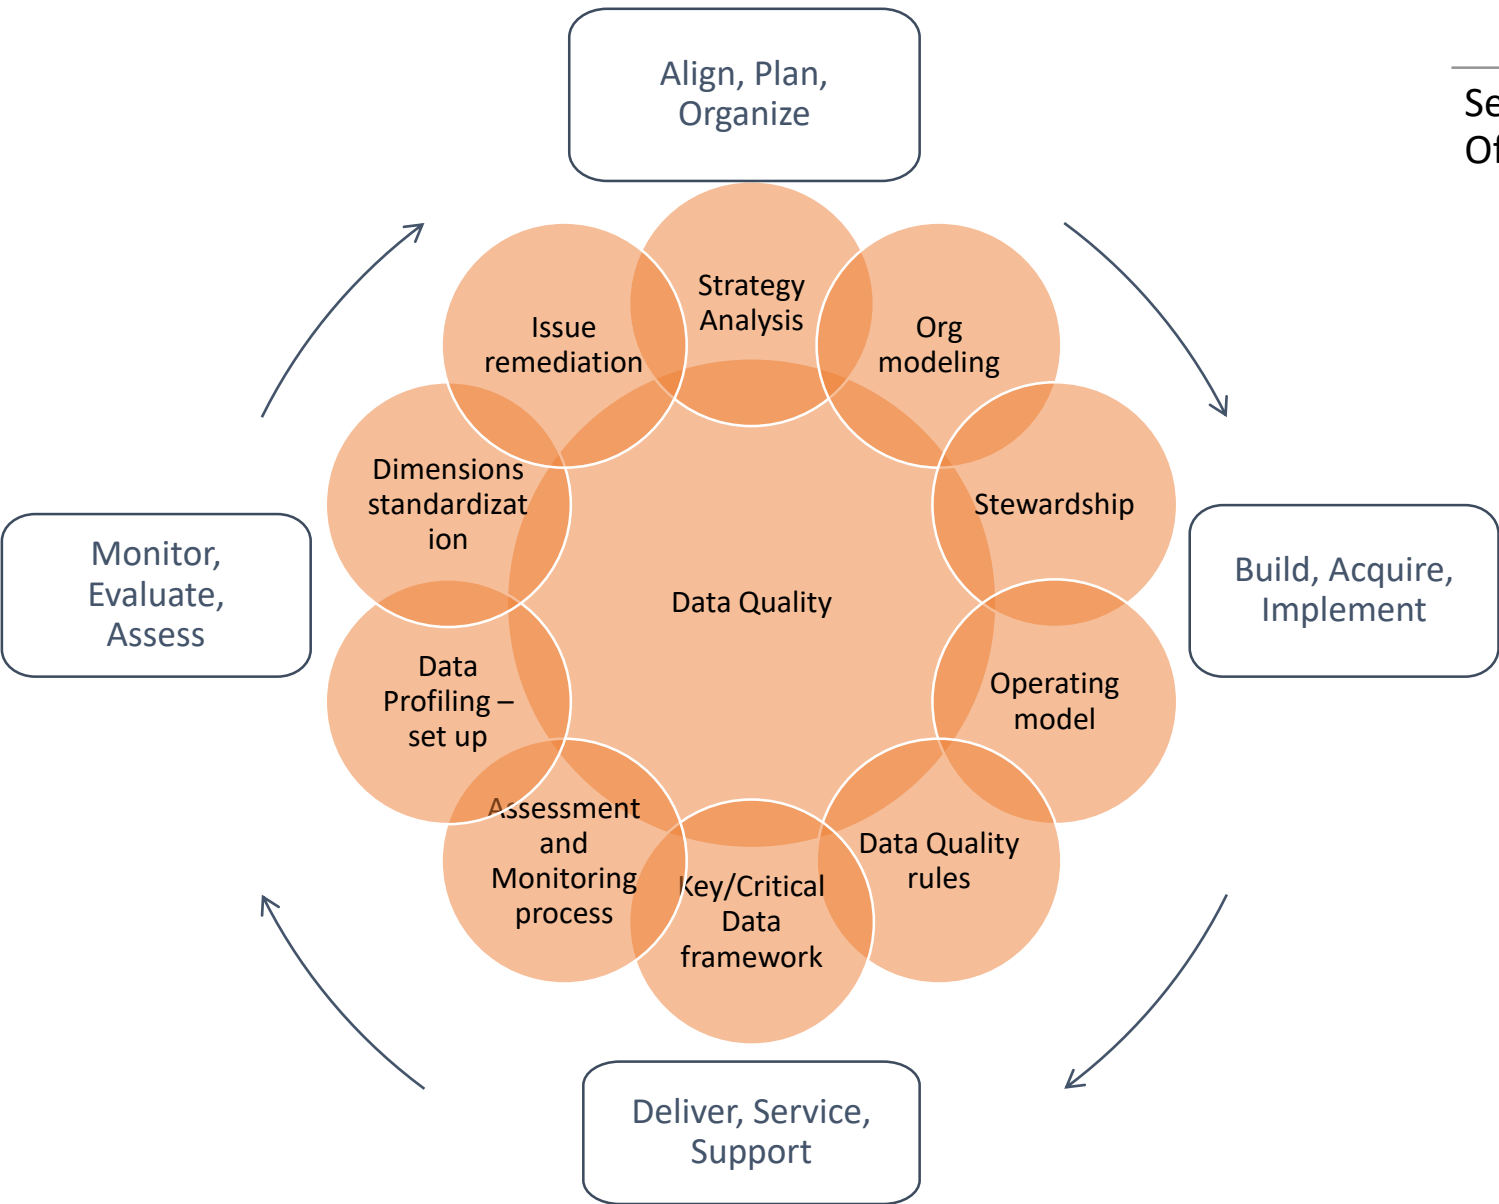 Align, Plan,
Organize
Se
Of
Strategy
Analysis
Issue
remediation
Org
modeling
Dimensions
standardizat
ion
Stewardship
Monitor,
Evaluate,
Assess
Data Quality
Build, Acquire,
Implement
Data
Profiling –
set up
Operating
model
Assessment
and
Monitoring
process
Key/Critical
Data
framework
Data Quality
rules
Deliver, Service,
Support